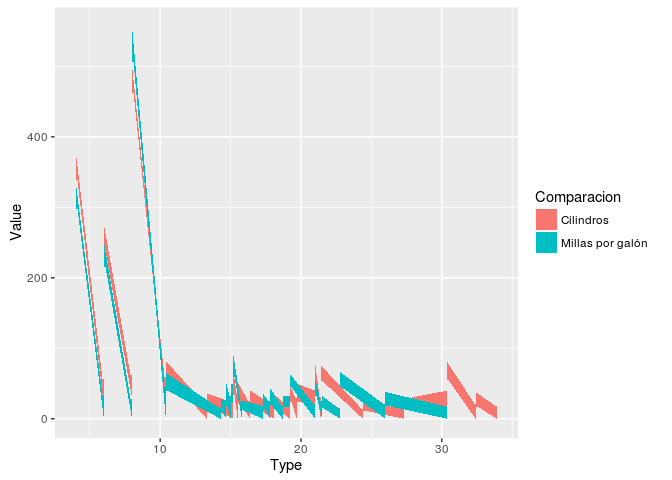 400
200
0
Value
10
20
30
Type
Comparacion
Cilindros
Millas por galón